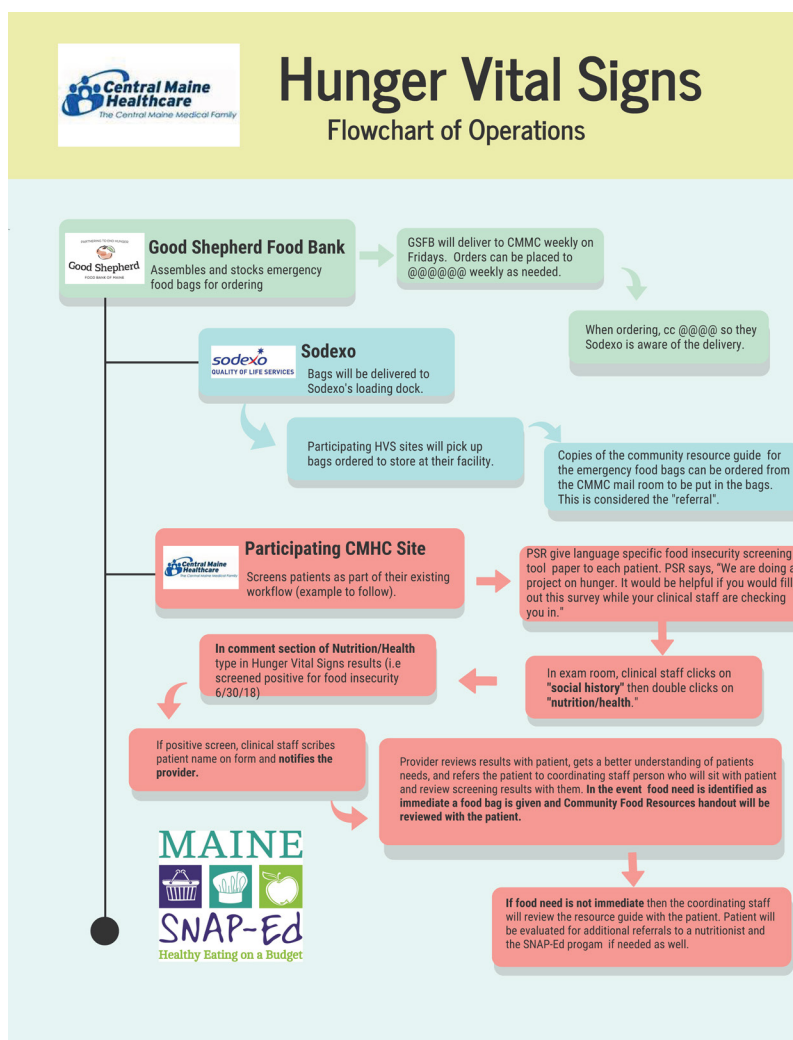 Central Maine
Healthcare
The Central Maine Medical Family
Hunger Vital Signs
Flowchart of Operations
PARTNERING TO END HUNGER
Good Shepherd
FOOD BANK OF MAINE
Good Shepherd Food Bank
Assembles and stocks emergency
food bags for ordering
GSFB will deliver to CMMC weekly on
Fridays. Orders can be placed to
@@@@@@ weekly as needed.
When ordering, cc @@@@ so they
Sodexo is aware of the delivery.
sodexo
QUALITY OF LIFE SERVICES
Sodexo
Bags will be delivered to
Sodexo's loading dock.
Participating HVS sites will pick up
bags ordered to store at their facility.
Copies of the community resource guide for
the emergency food bags can be ordered from
the CMMC mail room to be put in the bags.
This is considered the "referral".
Central Maine
Healthcare
The Central Maine Medical Family
Participating CMHC Site
Screens patients as part of their existing
workflow (example to follow).
PSR give language specific food insecurity screening
tool paper to each patient. PSR says, "We are doing a
project on hunger. It would be helpful if you would fill
out this survey while your clinical staff are checking
you in."
In exam room, clinical staff clicks on
"social history" then double clicks on
"nutrition/health."
In comment section of Nutrition/Health
type in Hunger Vital Signs results (i.e
screened positive for food insecurity
6/30/18)
If positive screen, clinical staff scribes
patient name on form and notifies the
provider.
Provider reviews results with patient, gets a better understanding of patients
needs, and refers the patient to coordinating staff person who will sit with patient
and review screening results with them. In the event food need is identified as
immediate a food bag is given and Community Food Resources handout will be
reviewed with the patient.
If food need is not immediate then the coordinating staff
will review the resource guide with the patient. Patient will
be evaluated for additional referrals to a nutritionist and
the SNAP-Ed progam if needed as well.
MAINE
SNAP-Ed
Healthy Eating on a Budget